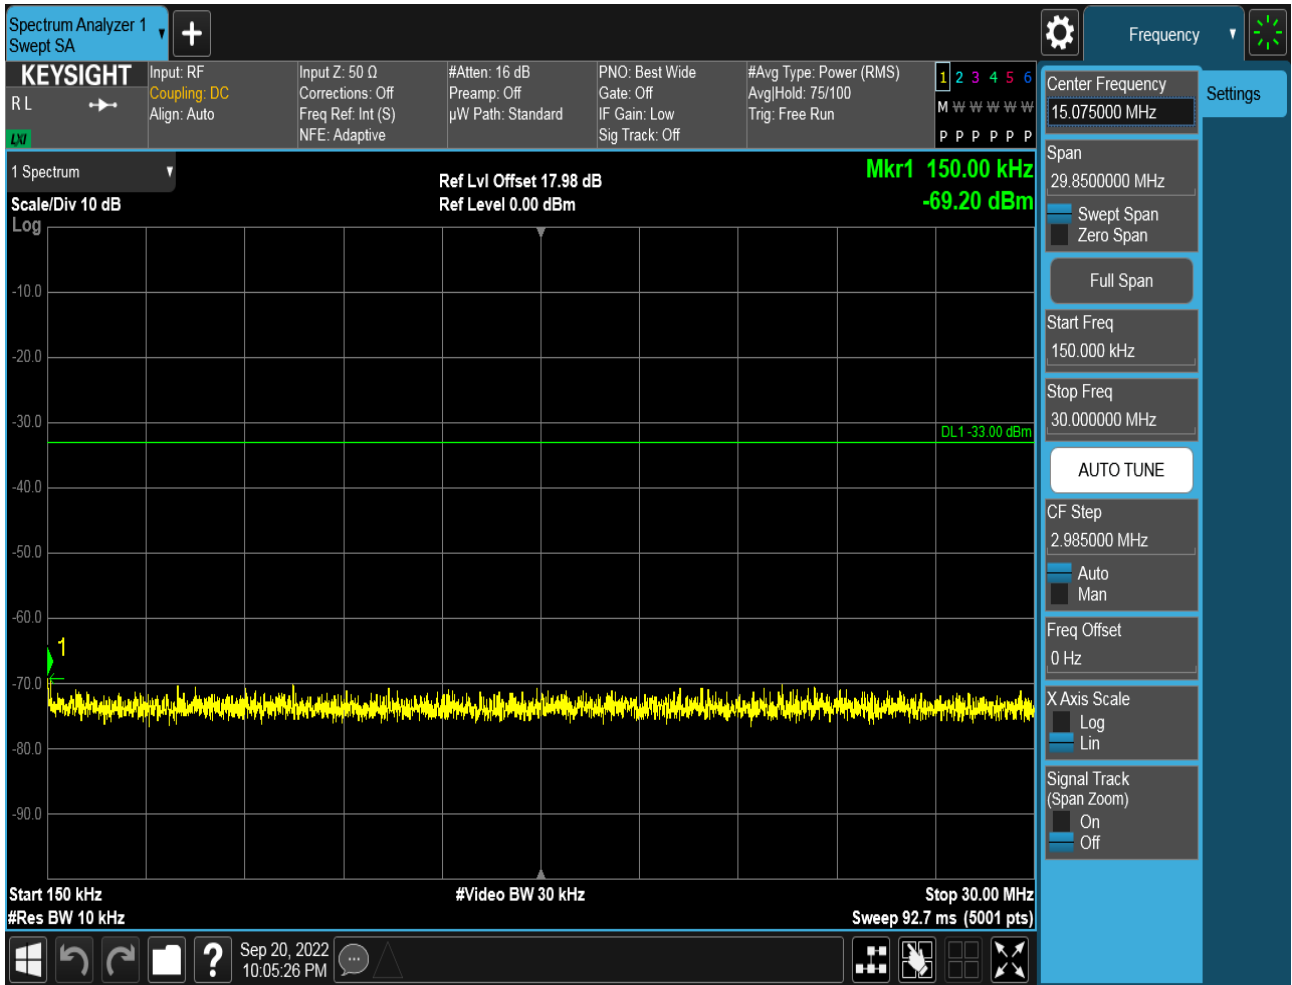 Spectrum Analyzer 1
Swept SA
Frequency
KEYSIGHT
R L
LXI
Input: RF
Coupling: DC
Align: Auto
Input Z: 50 Ω
Corrections: Off
Freq Ref: Int (S)
NFE: Adaptive
#Atten: 16 dB
Preamp: Off
µW Path: Standard
PNO: Best Wide
Gate: Off
IF Gain: Low
Sig Track: Off
#Avg Type: Power (RMS)
Avg|Hold: 75/100
Trig: Free Run
1 2 3 4 5 6
M W W W W W
P P P P P P
1 Spectrum
Scale/Div 10 dB
Log
Ref Lvl Offset 17.98 dB
Ref Level 0.00 dBm
Mkr1 150.00 kHz
-69.20 dBm
-10.0
-20.0
-30.0
DL1 -33.00 dBm
-40.0
-50.0
-60.0
1
-70.0
-80.0
-90.0
Start 150 kHz
#Video BW 30 kHz
Stop 30.00 MHz
#Res BW 10 kHz
Sweep 92.7 ms (5001 pts)
Center Frequency
15.075000 MHz
Settings
Span
29.8500000 MHz
Swept Span
Zero Span
Full Span
Start Freq
150.000 kHz
Stop Freq
30.000000 MHz
AUTO TUNE
CF Step
2.985000 MHz
Auto
Man
Freq Offset
0 Hz
X Axis Scale
Log
Lin
Signal Track
(Span Zoom)
On
Off
?
Sep 20, 2022
10:05:26 PM